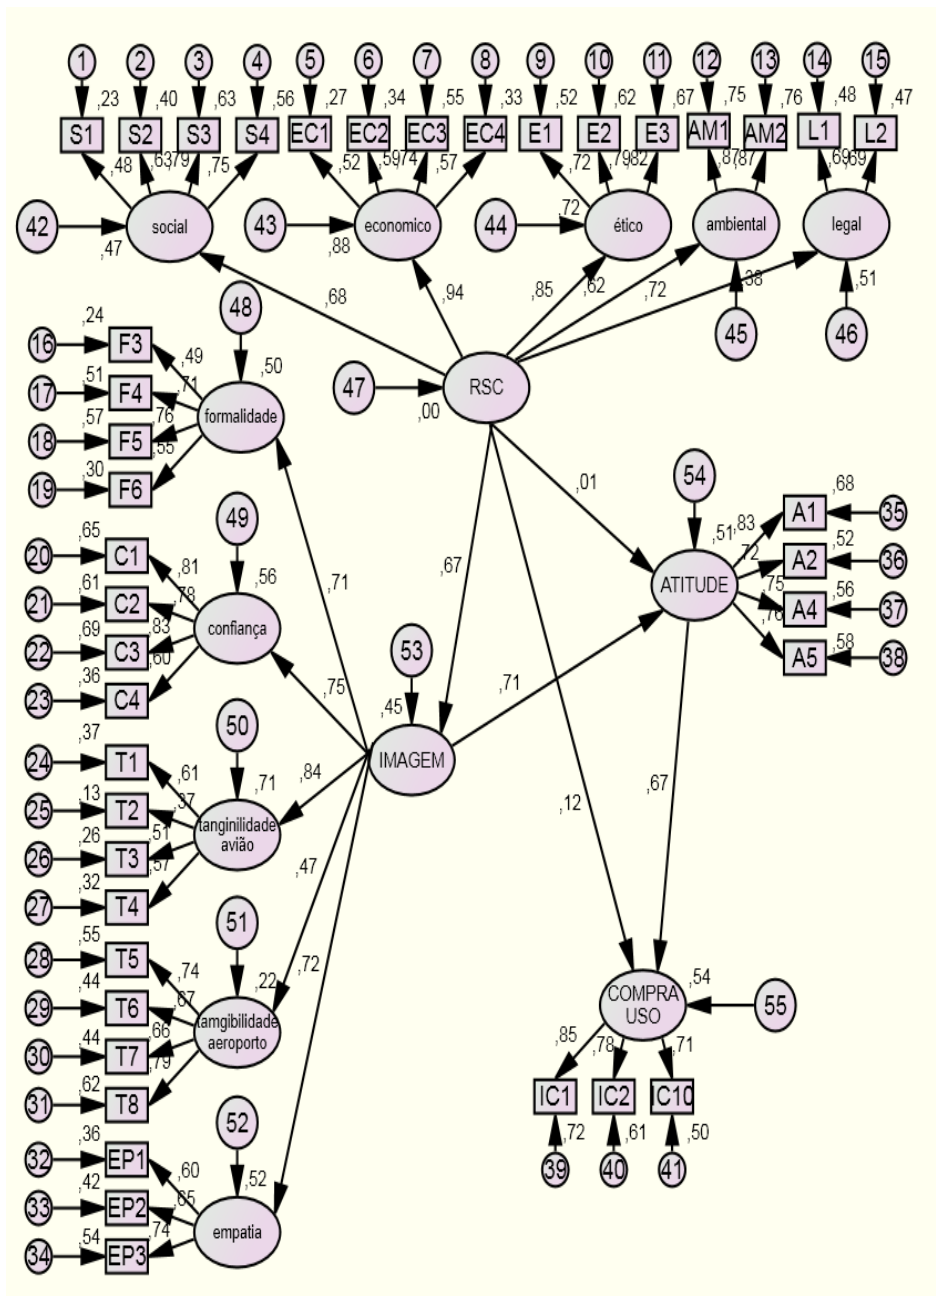 1 2 3 4 5 6 7 8 9 10 11 12 13 14 15
,23 ,40 ,63 ,56 ,27 ,34 ,55 ,33 ,52 ,62 ,67 ,75 ,76 ,48 ,47
S1 S2 S3 S4 EC1 EC2 EC3 EC4 E1 E2 E3 AM1 AM2 L1 L2
,48 ,63 ,79 ,75 ,52 ,59 ,74 ,57 ,72 ,79 ,82 ,87 ,87 ,69 ,69
42 social 43 economico 44 ,72 ético ambiental legal
,47 ,88 ,38 ,51
,68 ,94 ,85 ,62 ,72
45 46
48
,24
16 F3 ,49 ,50
47 RSC
,00
,51
17 F4 ,71
formalidade
,57
18 F5 ,76
,30 ,55
19 F6
,01
54
49
,65
20 C1 ,81 ,56
,71
,67
,51 ,83 A1 ,68 35
,72 A2 ,52 36
ATITUDE
,75 A4 ,56 37
,76 A5 ,58 38
,61
21 C2 ,78
confiança
,69
22 C3 ,83
,36 ,60
23 C4
53
,75
,45
,71
IMAGEM
50
,37
24 T1 ,61 ,71
,84
,13
25 T2 ,37
tanginilidade
avião
,26
26 T3 ,51
,32 ,57
27 T4
,12
,67
,47
51
,55
28 T5 ,74 ,22
,72
,44
29 T6 ,67
tamgibilidade
aeroporto
,44
30 T7 ,66
,62 ,79
31 T8
COMPRA
USO
,54
55
,85 ,78 ,71
IC1 IC2 IC10
,72 ,61 ,50
39 40 41
52
,36
32 EP1 ,60 ,52
,42
33 EP2 ,65
empatia
,54
34 EP3 ,74